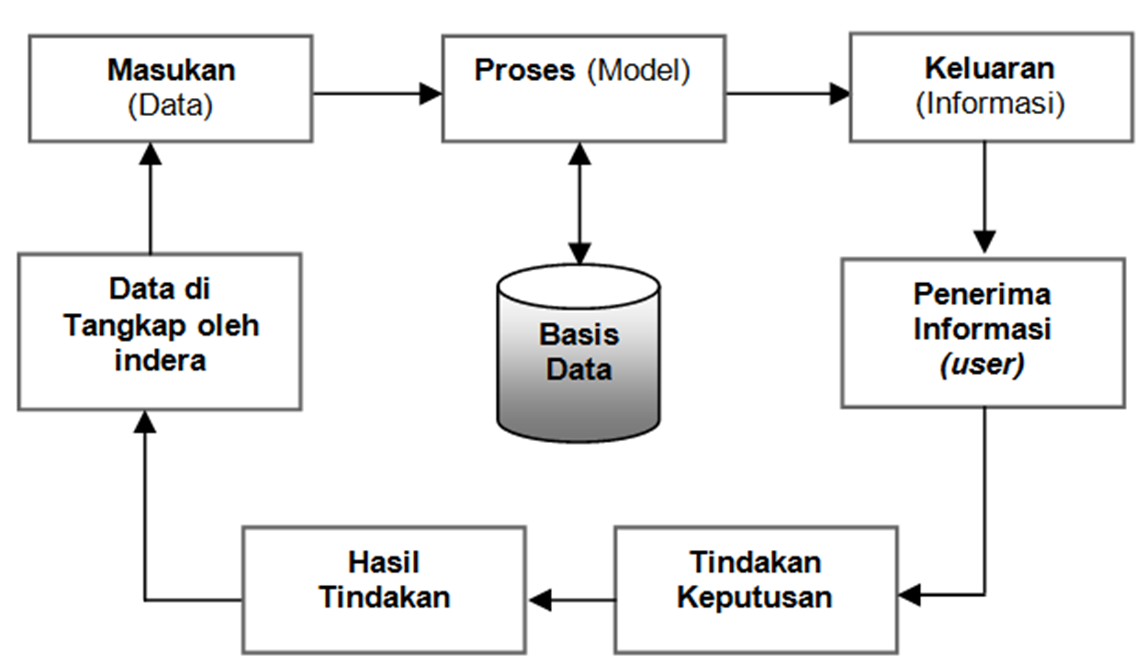 Masukan
(Data)
Proses (Model)
Keluaran
(Informasi)
Data di
Tangkap oleh
indera
Basis
Data
Penerima
Informasi
(user)
Hasil
Tindakan
Tindakan
Keputusan